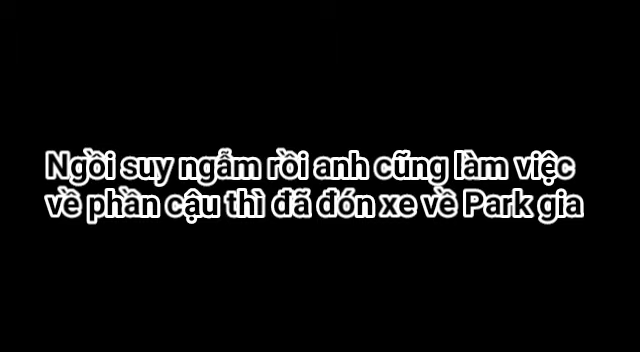 Ngồi suy ngẫm rồi anh cũng làm việc
về phần cậu thì đã đón xe về Park gia